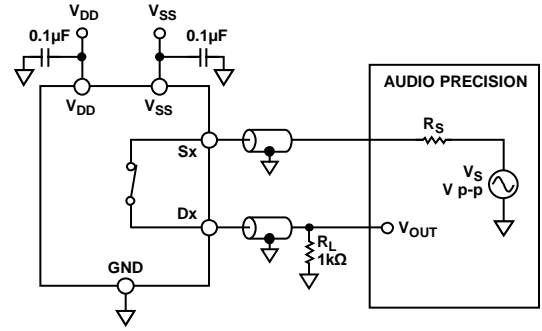 VDD
VSS
0.1µF
0.1µF
VDD
VSS
AUDIO PRECISION
Sx
RS
VS
V p-p
Dx
VOUT
RL
1kΩ
GND